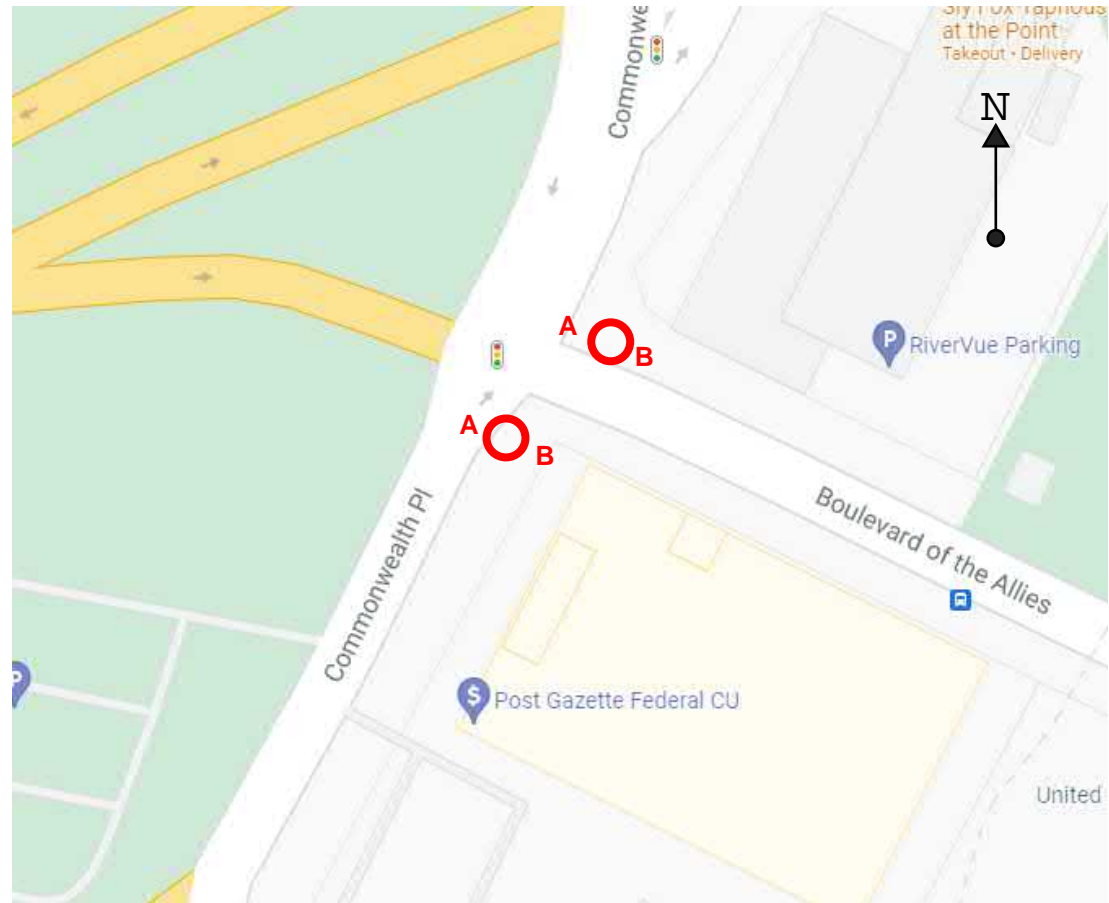 at the Point
Takeout • Delivery
Commonwe
N
A
B
P
RiverVue Parking
A
B
Boulevard of the Allies
Commonwealth Pl
P
$
Post Gazette Federal CU
United